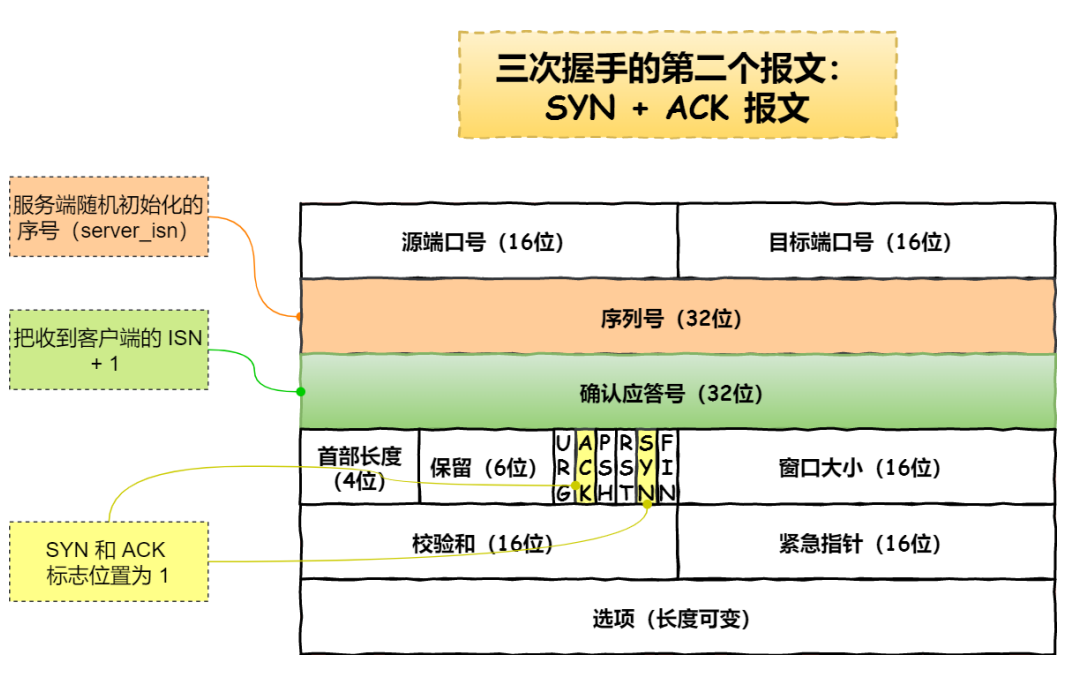 三次握手的第二个报文：
SYN + ACK 报文
服务端随机初始化的
序号（server_isn）
源端口号（16位）
目标端口号（16位）
序列号（32位）
把收到客户端的 ISN
+ 1
确认应答号（32位）
首部长度
（4位）
保留（6位）
URG
ACK
PSH
RST
SYN
FIN
窗口大小（16位）
SYN 和 ACK
标志位置为 1
校验和（16位）
紧急指针（16位）
选项（长度可变）